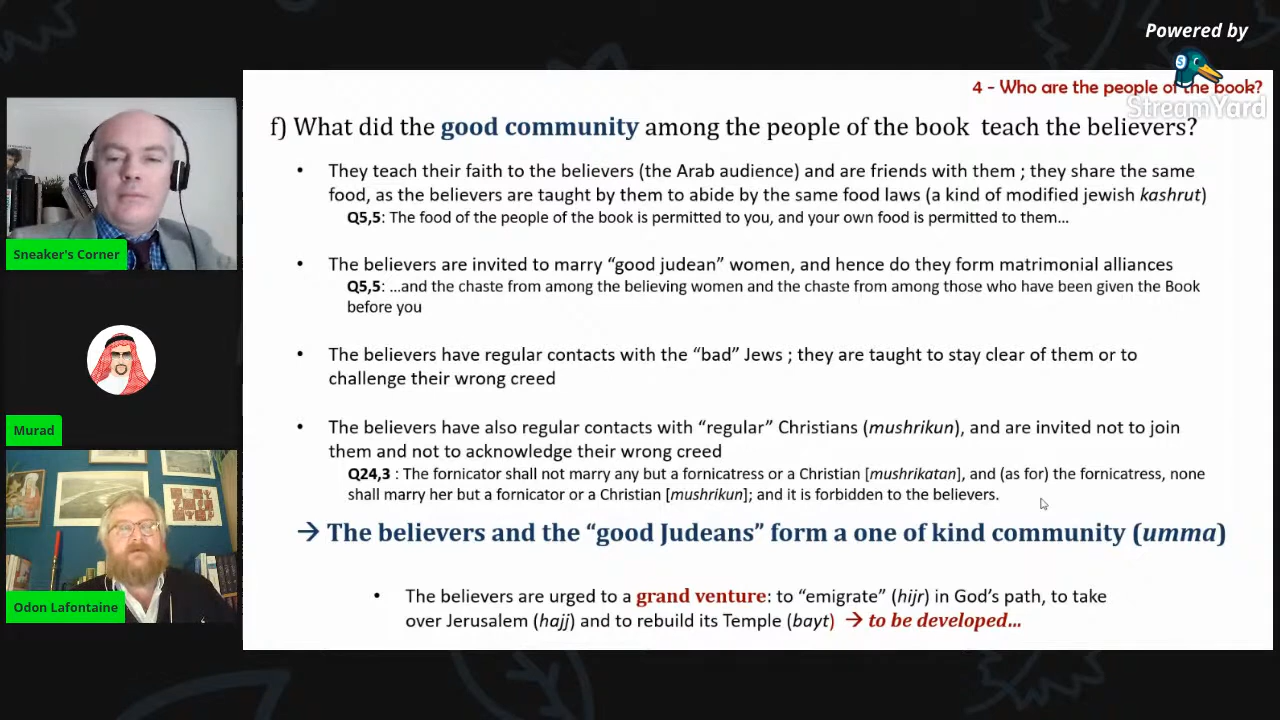 Powered by
S
StreamYard
4 - Who are the people of the book?
f) What did the good community among the people of the book teach the believers?
• They teach their faith to the believers (the Arab audience) and are friends with them ; they share the same
food, as the believers are taught by them to abide by the same food laws (a kind of modified jewish kashrut)
Q5,5: The food of the people of the book is permitted to you, and your own food is permitted to them…
• The believers are invited to marry “good judean” women, and hence do they form matrimonial alliances
Q5,5: …and the chaste from among the believing women and the chaste from among those who have been given the Book
before you
• The believers have regular contacts with the “bad” Jews ; they are taught to stay clear of them or to
challenge their wrong creed
• The believers have also regular contacts with “regular” Christians (mushrikun), and are invited not to join
them and not to acknowledge their wrong creed
Q24,3 : The fornicator shall not marry any but a fornicatress or a Christian [mushrikatan], and (as for) the fornicatress, none
shall marry her but a fornicator or a Christian [mushrikun]; and it is forbidden to the believers.
→ The believers and the “good Judeans” form a one of kind community (umma)
• The believers are urged to a grand venture: to “emigrate” (hijr) in God’s path, to take
over Jerusalem (hajj) and to rebuild its Temple (bayt) → to be developed…
Sneaker's Corner
Murad
Odon Lafontaine